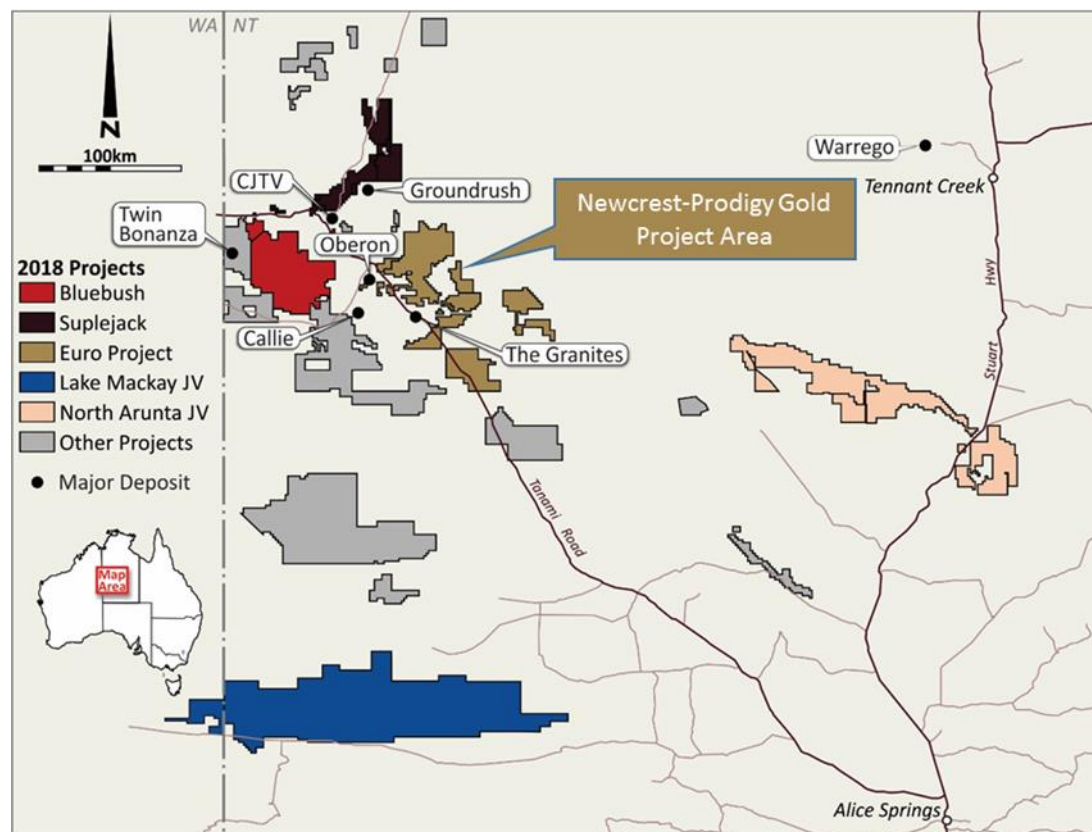 WA NT
N
100km
CJTV
Groundrush
Twin
Bonanza
Oberon
Newcrest-Prodigy Gold
Project Area
Warrego
Tennant Creek
2018 Projects
Bluebush
Suplejack
Euro Project
Lake Mackay JV
North Arunta JV
Other Projects
Major Deposit
Callie
The Granites
Stuart Hwy
Tanami Road
Map
Area
Alice Springs